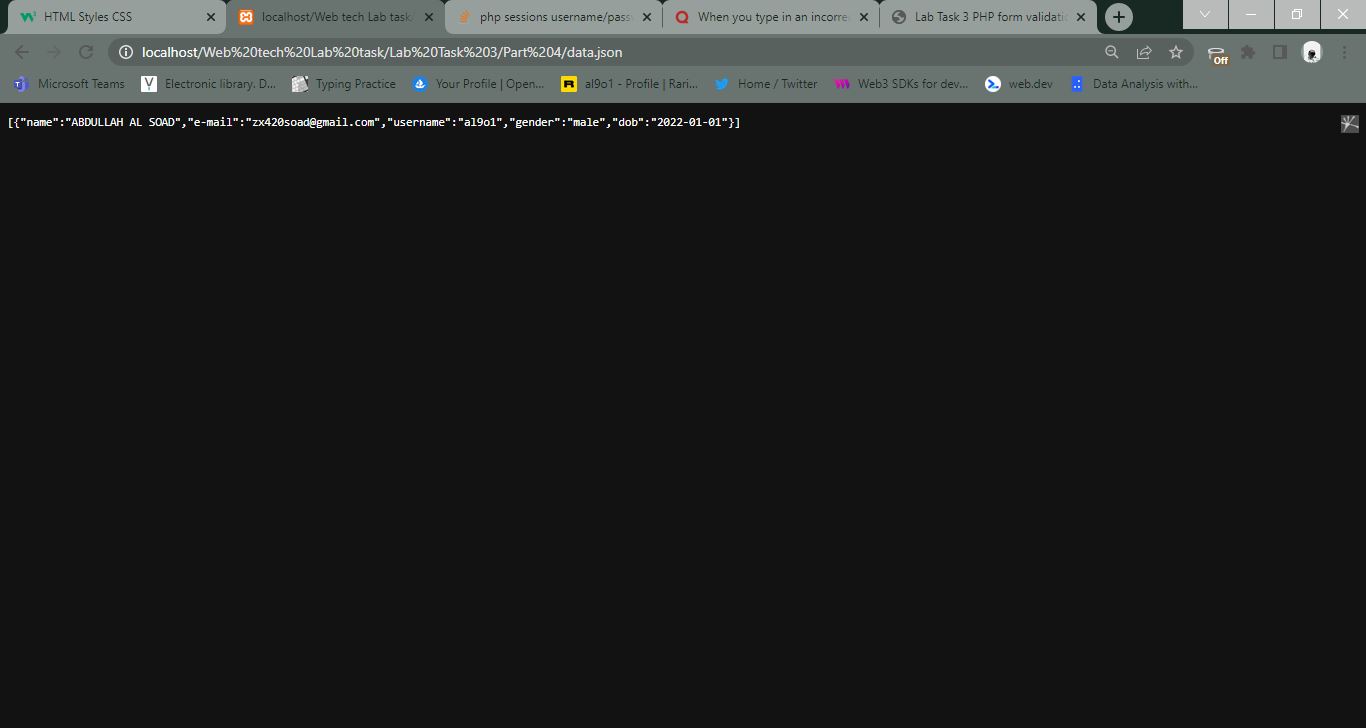 HTML Styles CSS
localhost/Web tech Lab task
php sessions username/pass
When you type in an incorre
Lab Task 3 PHP form validatio
localhost/Web%20tech%20Lab%20task/Lab%20Task%203/Part%204/data.json
Off
Microsoft Teams
Electronic library. D...
Typing Practice
Your Profile | Open...
al9o1 - Profile | Rari...
Home / Twitter
Web3 SDKs for dev...
web.dev
Data Analysis with...
[{"name":"ABDULLAH AL SOAD","e-mail":"zx420soad@gmail.com","username":"al9o1","gender":"male","dob":"2022-01-01"}]